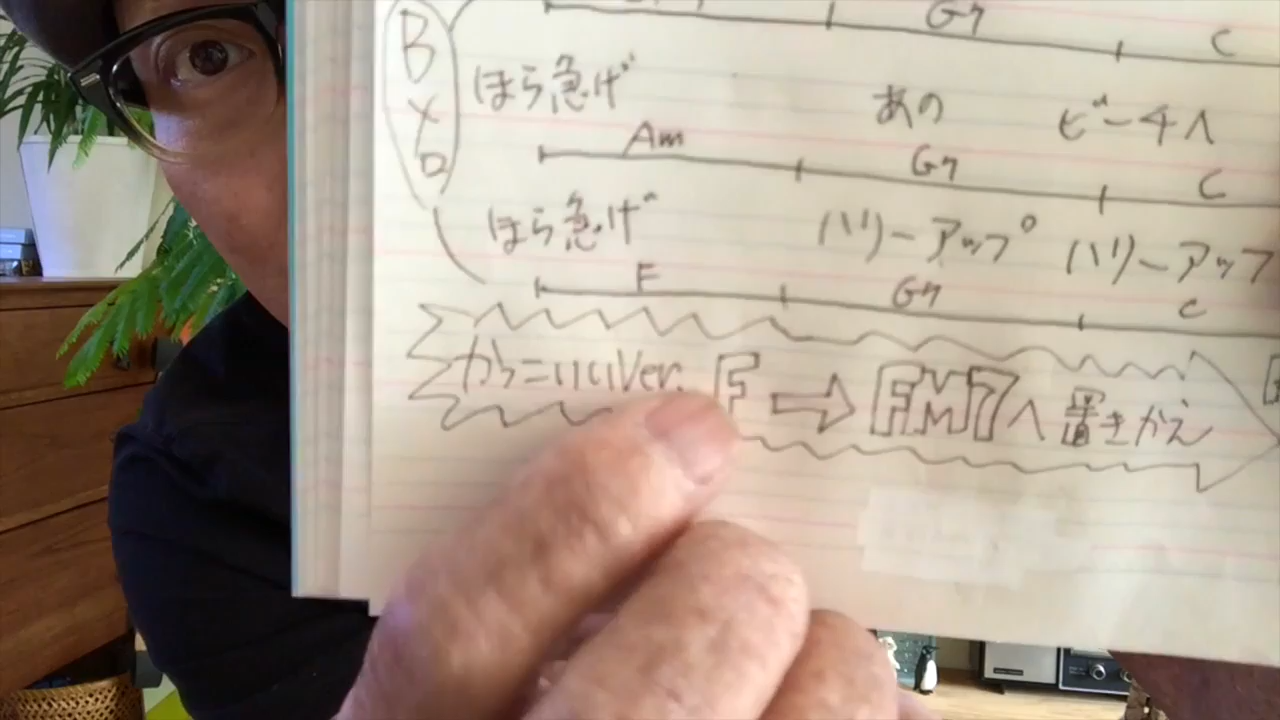 G7 C
Bメロ
ほら急げ あの ビーチへ
Am G7 C
ほら急げ ハリーアップ ハリーアップ
F G7 C
かっこいいVer. F⇒FM7へ置きかえ